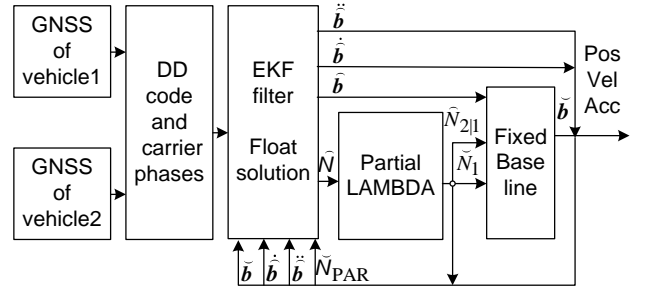 GNSS
of
vehicle1
GNSS
of
vehicle2
DD
code
and
carrier
phases
EKF
filter
Float
solution
N̂
Partial
LAMBDA
N̂₂|₁
N̆₁
Fixed
Base
line
b̂̈
b̂̇
b̂
b̆
Pos
Vel
Acc
b̆ b̂̇ b̂̈ N̆PAR